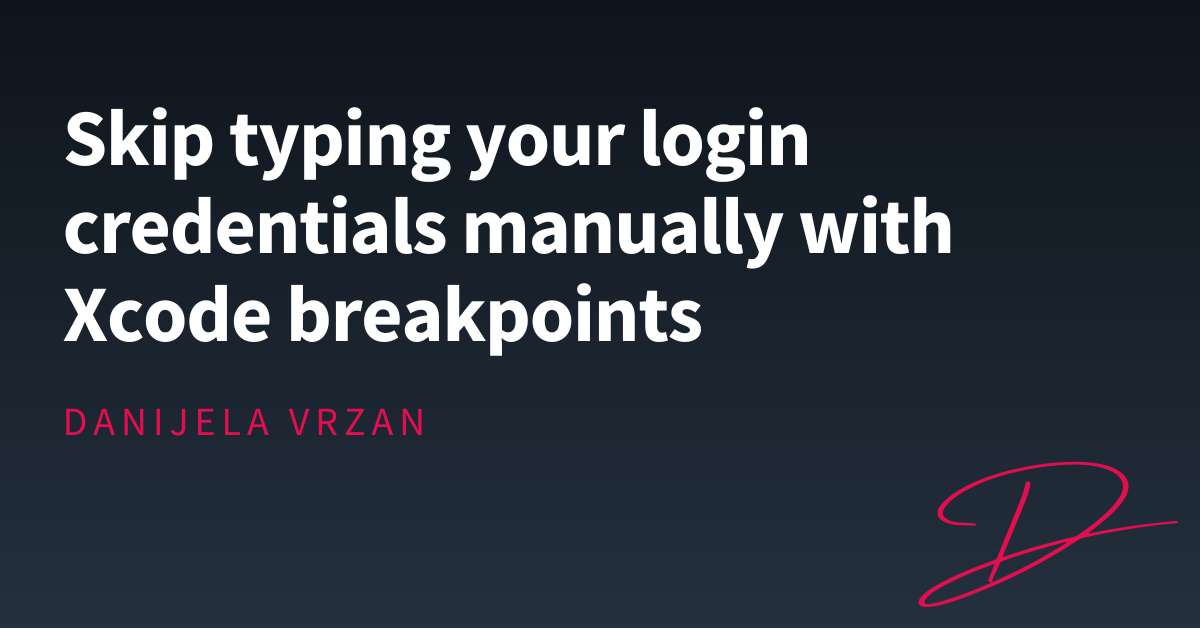 Skip typing your login
credentials manually with
Xcode breakpoints
DANIJELA VRZAN
D